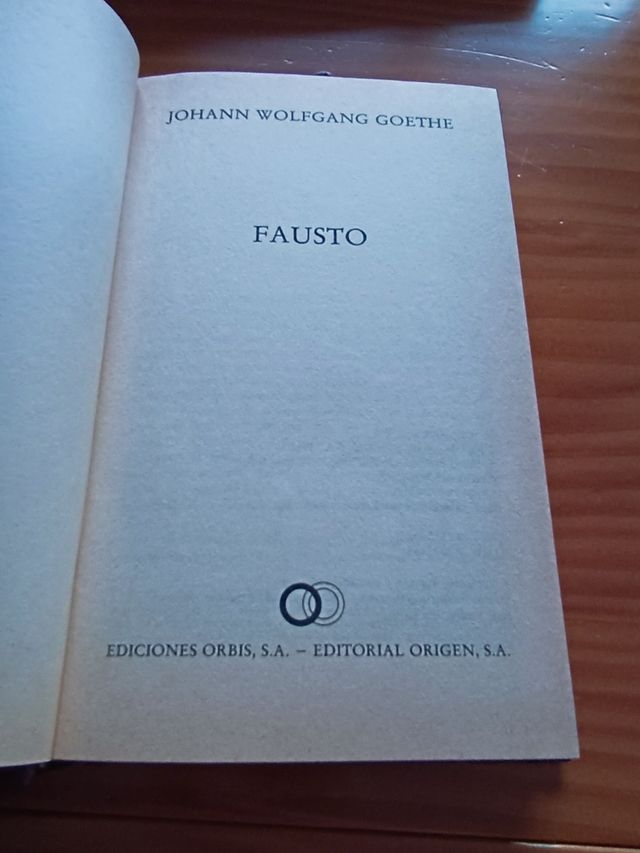 JOHANN WOLFGANG GOETHE
FAUSTO
EDICIONES ORBIS, S.A. – EDITORIAL ORIGEN, S.A.